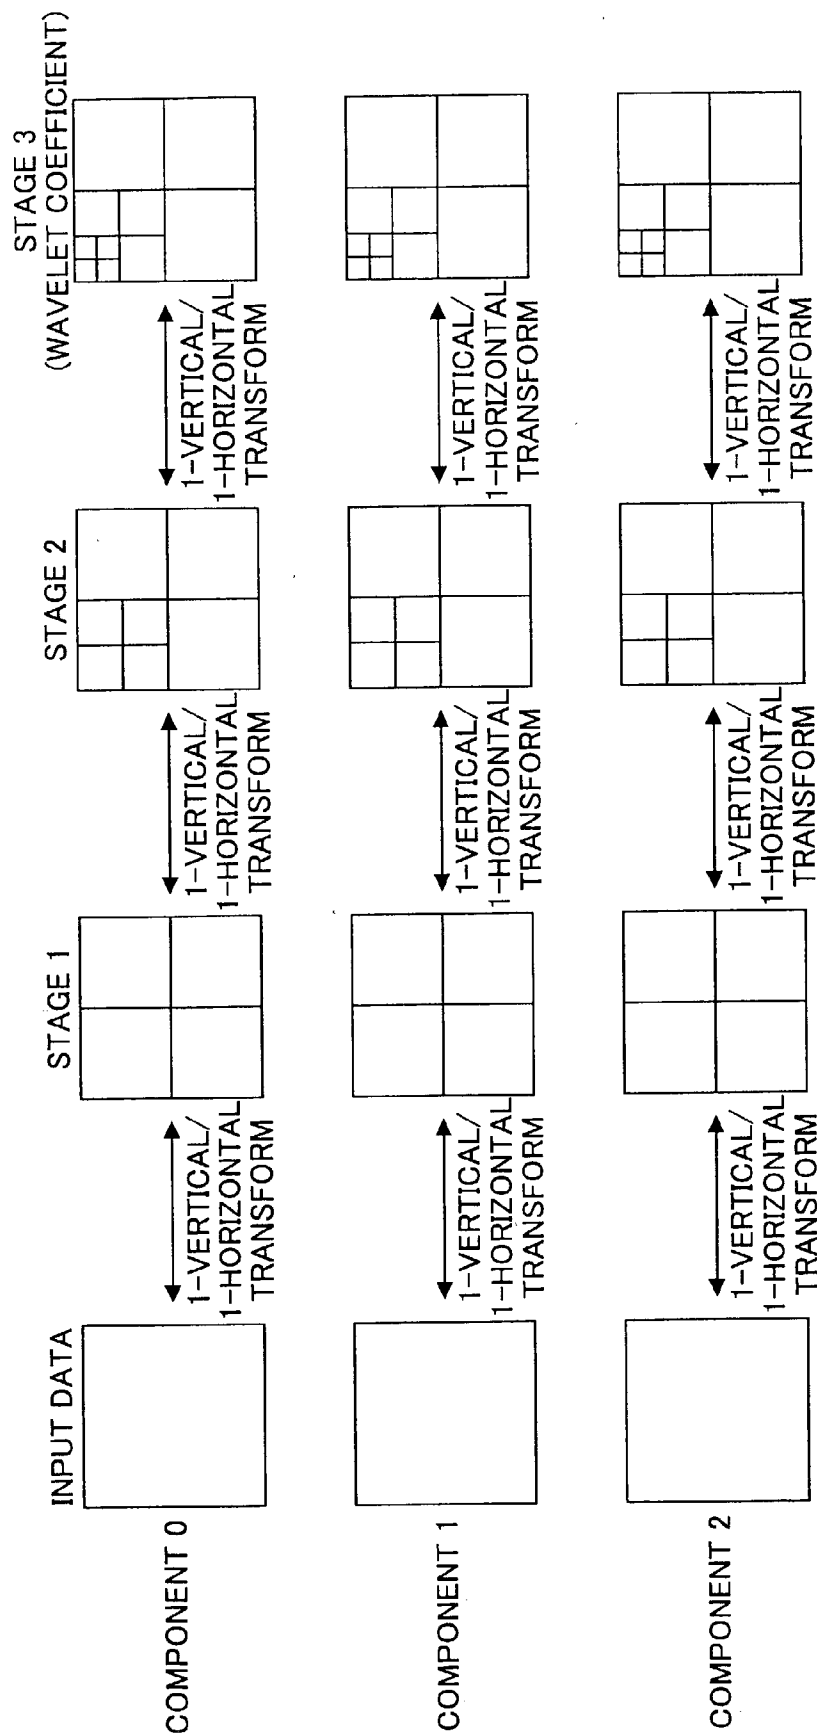 INPUT DATA
STAGE 1
STAGE 2
STAGE 3
(WAVELET COEFFICIENT)
COMPONENT 0
1-VERTICAL/
1-HORIZONTAL
TRANSFORM
1-VERTICAL/
1-HORIZONTAL
TRANSFORM
1-VERTICAL/
1-HORIZONTAL
TRANSFORM
COMPONENT 1
1-VERTICAL/
1-HORIZONTAL
TRANSFORM
1-VERTICAL/
1-HORIZONTAL
TRANSFORM
1-VERTICAL/
1-HORIZONTAL
TRANSFORM
COMPONENT 2
1-VERTICAL/
1-HORIZONTAL
TRANSFORM
1-VERTICAL/
1-HORIZONTAL
TRANSFORM
1-VERTICAL/
1-HORIZONTAL
TRANSFORM